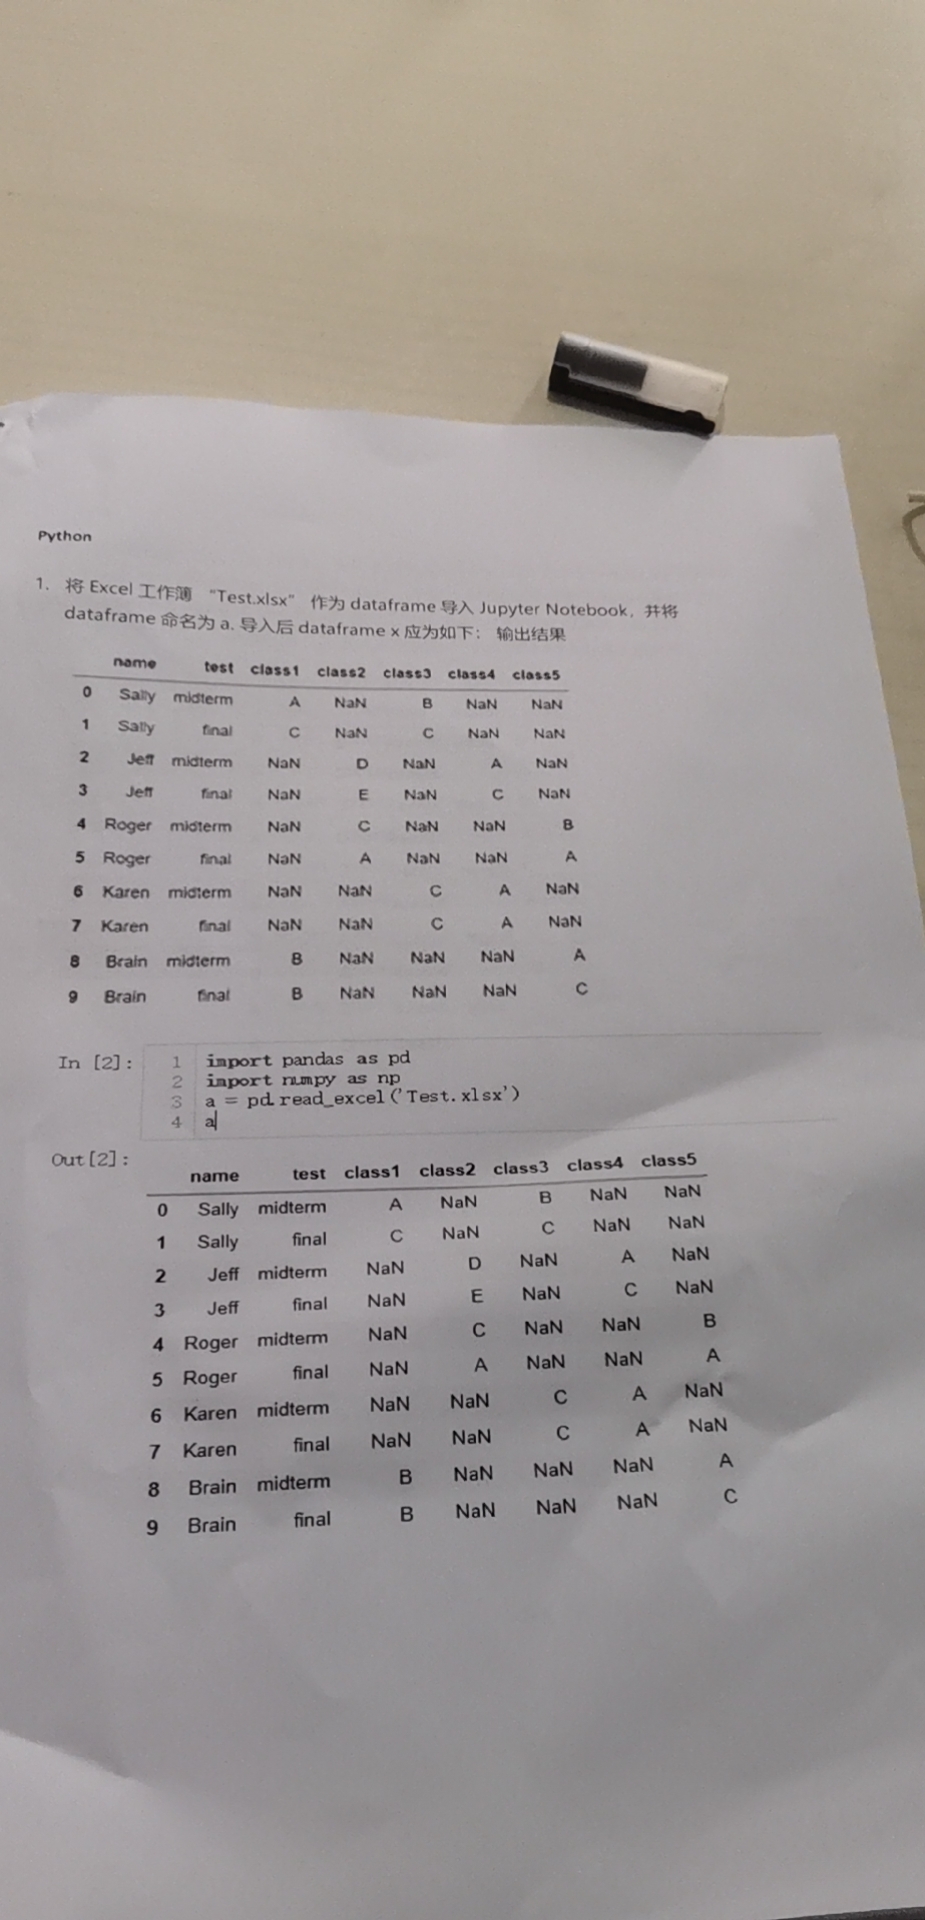 Python
1. 将 Excel 工作簿 “Test.xlsx” 作为 dataframe 导入 Jupyter Notebook，并将
dataframe 命名为 a. 导入后 dataframe x 应为如下： 输出结果
name test class1 class2 class3 class4 class5
0 Sally midterm A NaN B NaN NaN
1 Sally final C NaN C NaN NaN
2 Jeff midterm NaN D NaN A NaN
3 Jeff final NaN E NaN C NaN
4 Roger midterm NaN C NaN NaN B
5 Roger final NaN A NaN NaN A
6 Karen midterm NaN NaN C A NaN
7 Karen final NaN NaN C A NaN
8 Brain midterm B NaN NaN NaN A
9 Brain final B NaN NaN NaN C
In [2]: 1 import pandas as pd
2 import numpy as np
3 a = pd.read_excel('Test.xlsx')
4 a
Out[2]:
name test class1 class2 class3 class4 class5
0 Sally midterm A NaN B NaN NaN
1 Sally final C NaN C NaN NaN
2 Jeff midterm NaN D NaN A NaN
3 Jeff final NaN E NaN C NaN
4 Roger midterm NaN C NaN NaN B
5 Roger final NaN A NaN NaN A
6 Karen midterm NaN NaN C A NaN
7 Karen final NaN NaN C A NaN
8 Brain midterm B NaN NaN NaN A
9 Brain final B NaN NaN NaN C